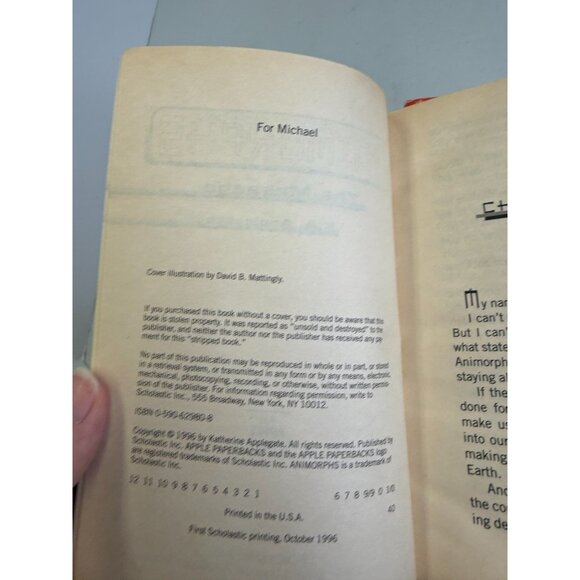 For Michael
Cover illustration by David B. Mattingly.
If you purchased this book without a cover, you should be aware that this
book is stolen property. It was reported as "unsold and destroyed" to the
publisher, and neither the author nor the publisher has received any pay
ment for this "stripped book."
No part of this publication may be reproduced in whole or in part, or stored
in a retrieval system, or transmitted in any form or by any means, electronic,
mechanical, photocopying, recording, or otherwise, without written permis-
sion of the publisher. For information regarding permission, write to
Scholastic Inc., 555 Broadway, New York, NY 10012.
ISBN 0-590-62980-8
Copyright © 1996 by Katherine Applegate. All rights reserved. Published by
Scholastic Inc. APPLE PAPERBACKS and the APPLE PAPERBACKS logo
are registered trademarks of Scholastic Inc. ANIMORPHS is a trademark of
Scholastic Inc.
12 11 10 9 8 7 6 5 4 3 2 1 6 7 8 9/9 0 1/0
Printed in the U.S.A. 40
First Scholastic printing, October 1996
CH
My nam
I can't
But I can'
what state
Animorphs
staying al
If the
done for
make us
into our
making
Earth.
And
the co
ing de